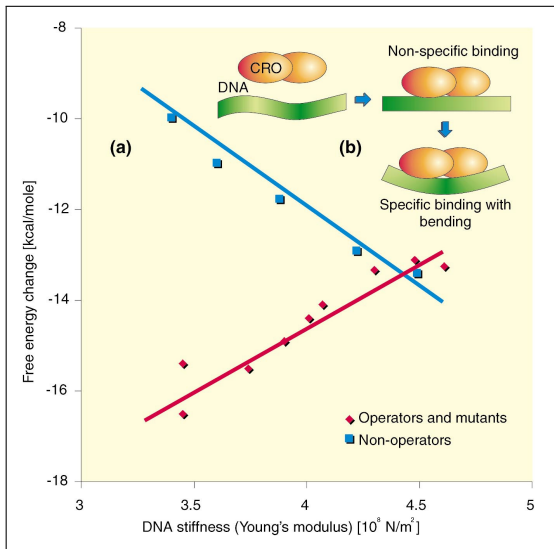 -8
-10
-12
-14
-16
-18
Free energy change [kcal/mole]
CRO
DNA
Non-specific binding
(a)
(b)
Specific binding with
bending
Operators and mutants
Non-operators
3
3.5
4
4.5
5
DNA stiffness (Young's modulus) [10⁸ N/m²]